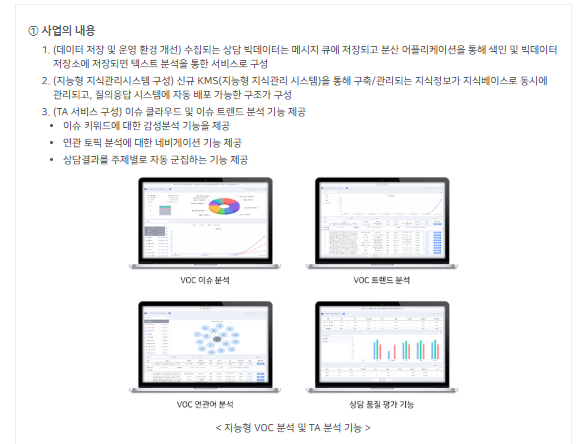 ① 사업의 내용
1. (데이터 저장 및 운영 환경 개선) 수집되는 상담 빅데이터는 메시지 큐에 저장되고 분산 어플리케이션을 통해 색인 및 빅데이터
저장소에 저장되면 텍스트 분석을 통한 서비스로 구성
2. (지능형 지식관리시스템 구성) 신규 KMS(지능형 지식관리 시스템)을 통해 구축/관리되는 지식정보가 지식베이스로 동시에
관리되고, 질의응답 시스템에 자동 배포 가능한 구조가 구성
3. (TA 서비스 구성) 이슈 클라우드 및 이슈 트렌드 분석 기능 제공
• 이슈 키워드에 대한 감성분석 기능을 제공
• 연관 토픽 분석에 대한 네비게이션 기능 제공
• 상담결과를 주제별로 자동 군집하는 기능 제공
VOC 이슈 분석
VOC 트렌드 분석
VOC 연관어 분석
상담 품질 평가 기능
< 지능형 VOC 분석 및 TA 분석 기능 >